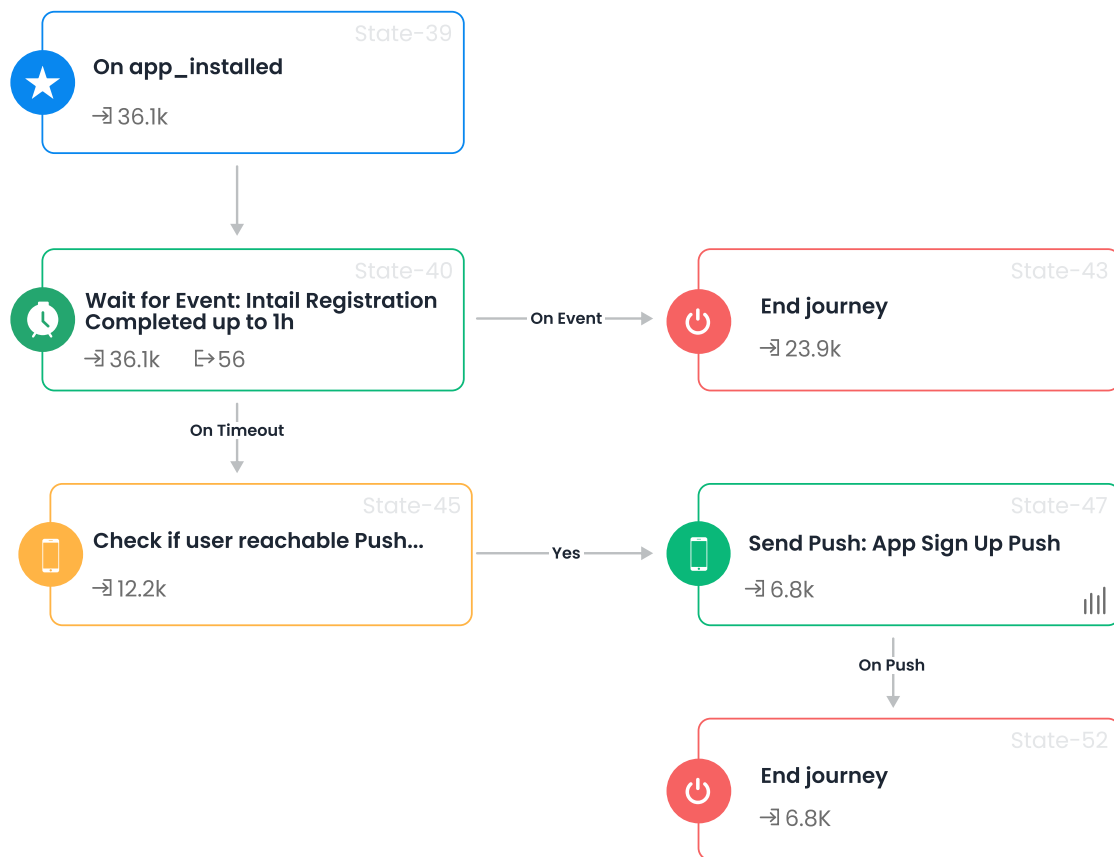 State-39
On app_installed
36.1k
State-40
Wait for Event: Intail Registration
Completed up to 1h
36.1k 56
On Event
State-43
End journey
23.9k
On Timeout
State-45
Check if user reachable Push...
12.2k
Yes
State-47
Send Push: App Sign Up Push
6.8k
On Push
State-52
End journey
6.8K